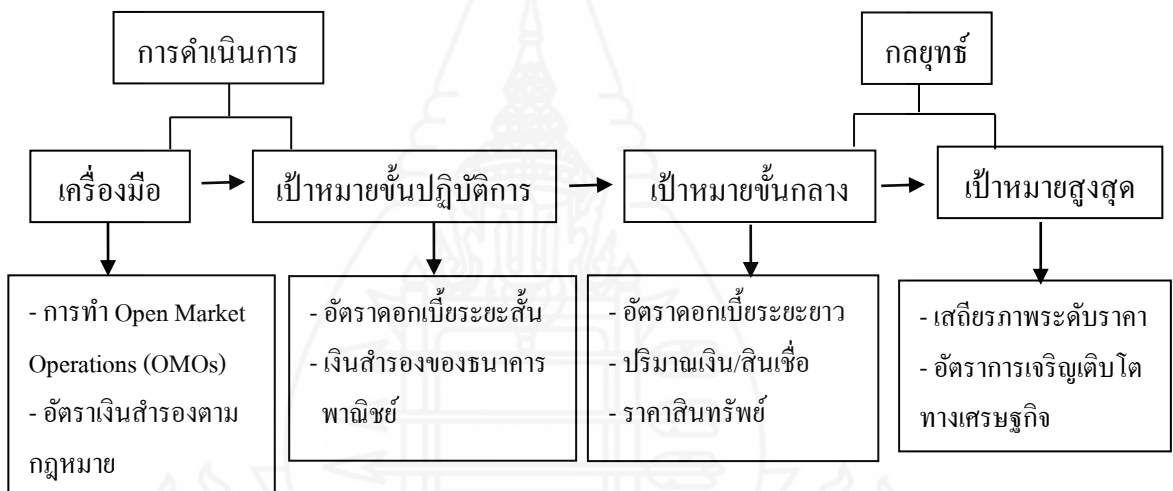 การดำเนินการ
กลยุทธ์
เครื่องมือ
เป้าหมายขั้นปฏิบัติการ
เป้าหมายขั้นกลาง
เป้าหมายสูงสุด
- การทำ Open Market
Operations (OMOs)
- อัตราเงินสำรองตาม
กฎหมาย
- อัตราดอกเบี้ยระยะสั้น
- เงินสำรองของธนาคาร
พาณิชย์
- อัตราดอกเบี้ยระยะยาว
- ปริมาณเงิน/สินเชื่อ
- ราคาสินทรัพย์
- เสถียรภาพระดับราคา
- อัตราการเจริญเติบโต
ทางเศรษฐกิจ